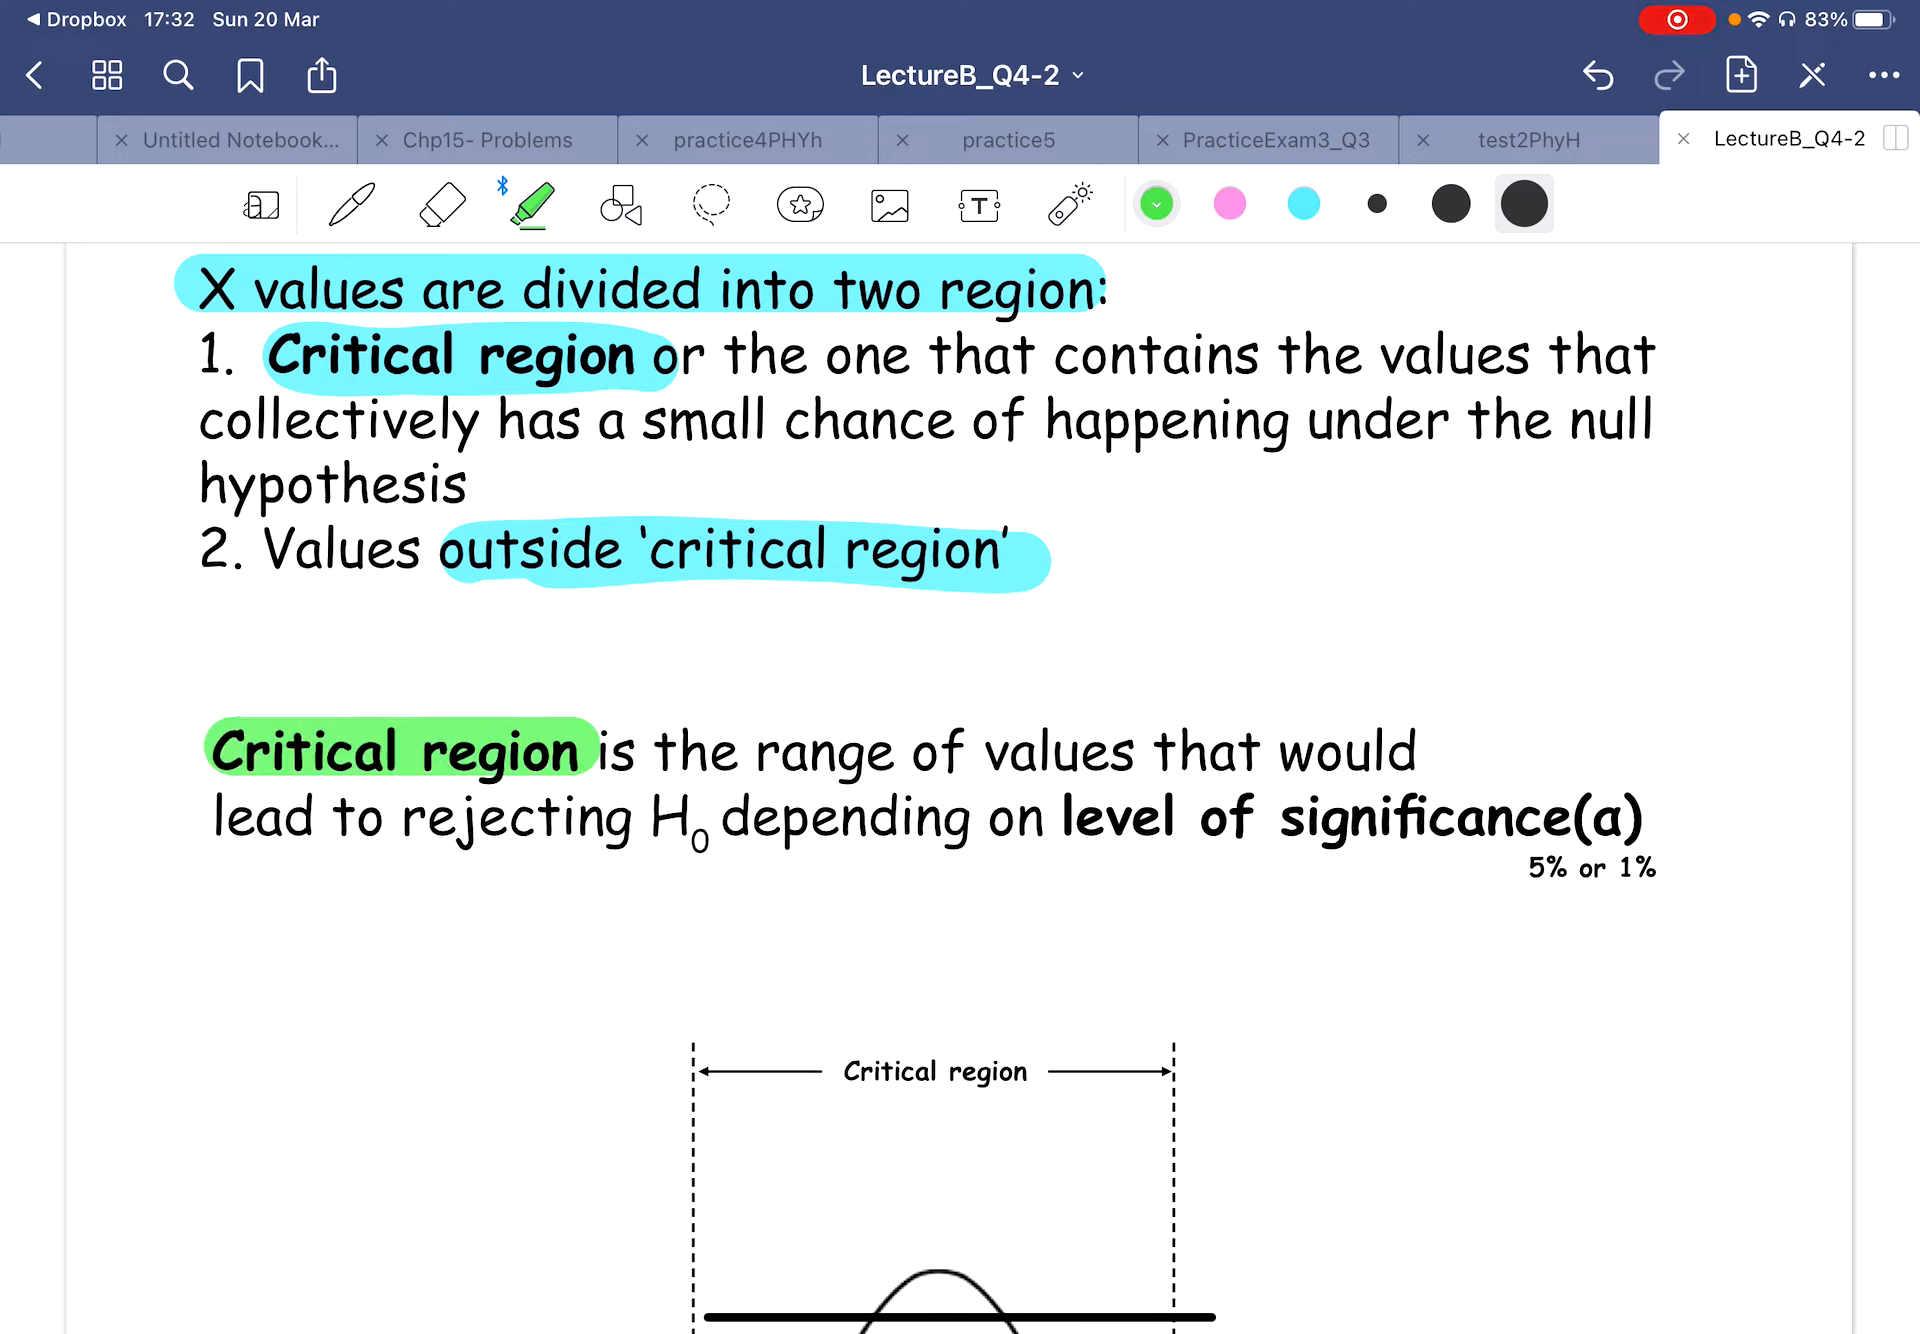 Dropbox 17:32 Sun 20 Mar 83%
LectureB_Q4-2
Untitled Notebook... Chp15- Problems practice4PHYh practice5 PracticeExam3_Q3 test2PhyH LectureB_Q4-2
X values are divided into two region:
1. Critical region or the one that contains the values that
collectively has a small chance of happening under the null
hypothesis
2. Values outside ‘critical region’
Critical region is the range of values that would
lead to rejecting H₀ depending on level of significance(α)
5% or 1%
Critical region